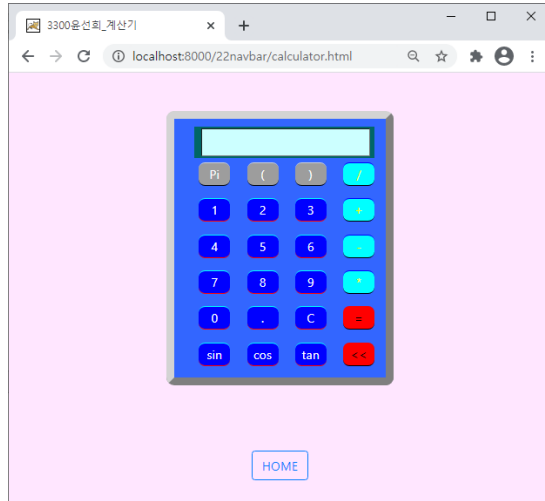 3300윤선희_계산기
localhost:8000/22navbar/calculator.html
Pi ( ) /
1 2 3 +
4 5 6 -
7 8 9 *
0 . C =
sin cos tan <<
HOME